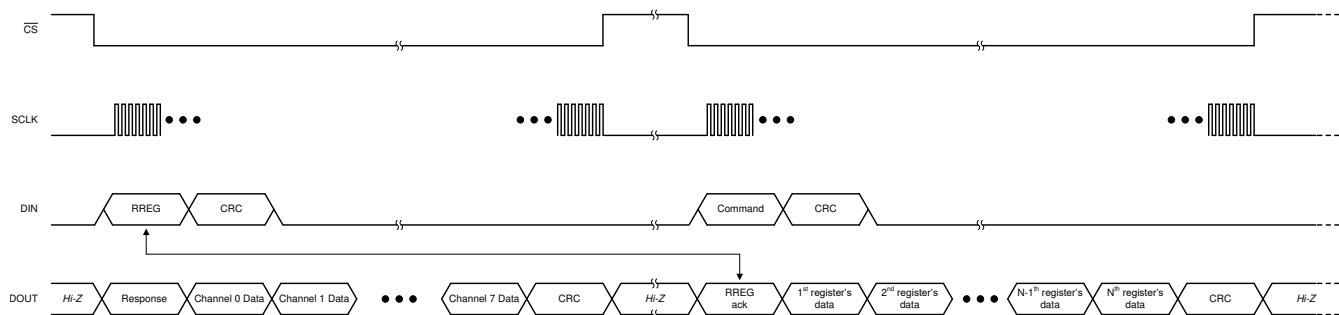 CS
SCLK
DIN
RREG
CRC
Command
CRC
DOUT
Hi-Z
Response
Channel 0 Data
Channel 1 Data
Channel 7 Data
CRC
Hi-Z
RREG
ack
1st register's
data
2nd register's
data
N-1th register's
data
Nth register's
data
CRC
Hi-Z